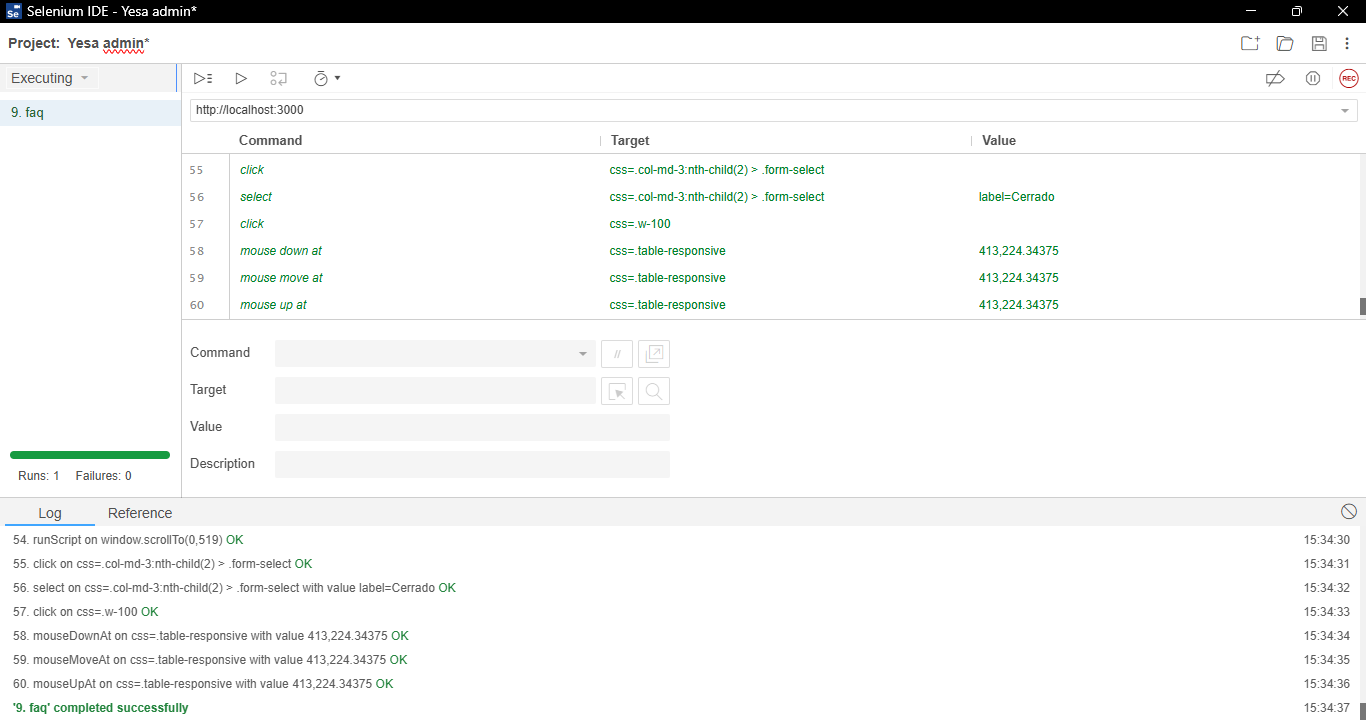 Se Selenium IDE - Yesa admin*
Project: Yesa admin*
Executing
9. faq
http://localhost:3000
Command Target Value
55 click css=.col-md-3:nth-child(2) > .form-select
56 select css=.col-md-3:nth-child(2) > .form-select label=Cerrado
57 click css=.w-100
58 mouse down at css=.table-responsive 413,224.34375
59 mouse move at css=.table-responsive 413,224.34375
60 mouse up at css=.table-responsive 413,224.34375
REC
Command //
Target
Value
Description
Runs: 1 Failures: 0
Log Reference
54. runScript on window.scrollTo(0,519) OK 15:34:30
55. click on css=.col-md-3:nth-child(2) > .form-select OK 15:34:31
56. select on css=.col-md-3:nth-child(2) > .form-select with value label=Cerrado OK 15:34:32
57. click on css=.w-100 OK 15:34:33
58. mouseDownAt on css=.table-responsive with value 413,224.34375 OK 15:34:34
59. mouseMoveAt on css=.table-responsive with value 413,224.34375 OK 15:34:35
60. mouseUpAt on css=.table-responsive with value 413,224.34375 OK 15:34:36
'9. faq' completed successfully 15:34:37